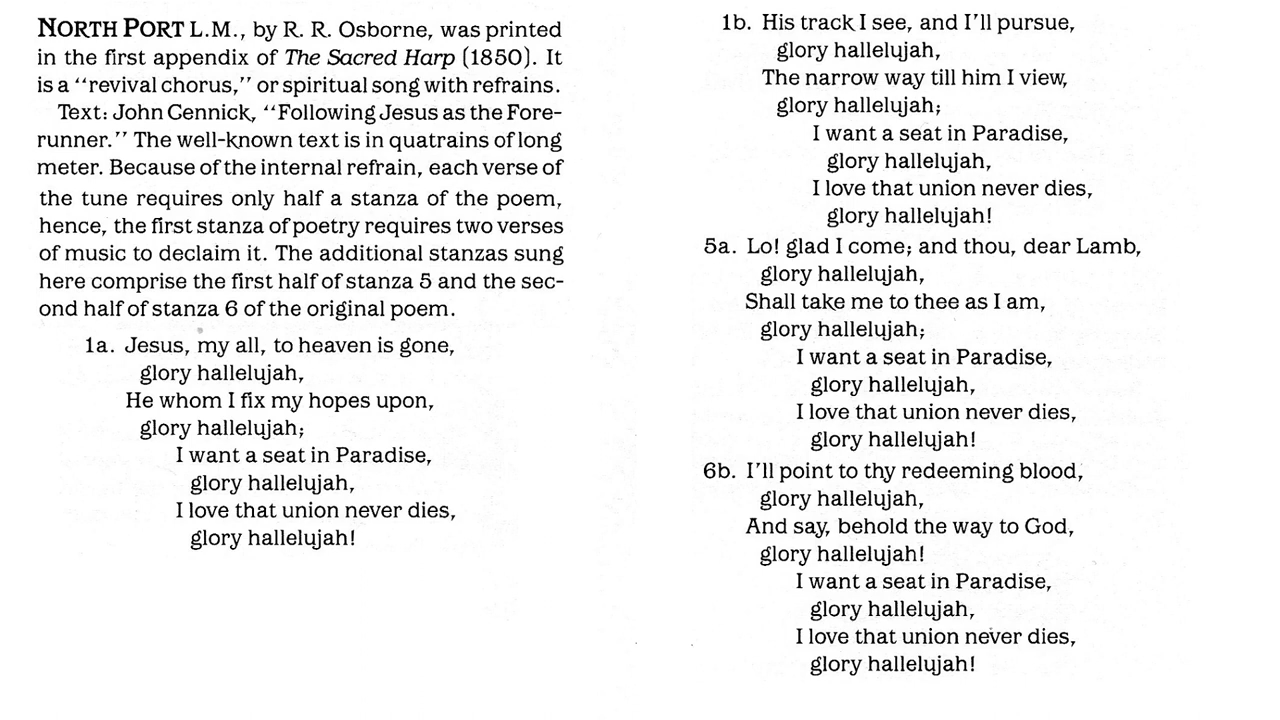 NORTH PORT L.M., by R. R. Osborne, was printed
in the first appendix of The Sacred Harp (1850). It
is a “revival chorus,” or spiritual song with refrains.
Text: John Cennick, “Following Jesus as the Fore-
runner.” The well-known text is in quatrains of long
meter. Because of the internal refrain, each verse of
the tune requires only half a stanza of the poem,
hence, the first stanza of poetry requires two verses
of music to declaim it. The additional stanzas sung
here comprise the first half of stanza 5 and the sec-
ond half of stanza 6 of the original poem.
1a. Jesus, my all, to heaven is gone,
glory hallelujah,
He whom I fix my hopes upon,
glory hallelujah;
I want a seat in Paradise,
glory hallelujah,
I love that union never dies,
glory hallelujah!
1b. His track I see, and I’ll pursue,
glory hallelujah,
The narrow way till him I view,
glory hallelujah;
I want a seat in Paradise,
glory hallelujah,
I love that union never dies,
glory hallelujah!
5a. Lo! glad I come; and thou, dear Lamb,
glory hallelujah,
Shall take me to thee as I am,
glory hallelujah;
I want a seat in Paradise,
glory hallelujah,
I love that union never dies,
glory hallelujah!
6b. I’ll point to thy redeeming blood,
glory hallelujah,
And say, behold the way to God,
glory hallelujah!
I want a seat in Paradise,
glory hallelujah,
I love that union never dies,
glory hallelujah!